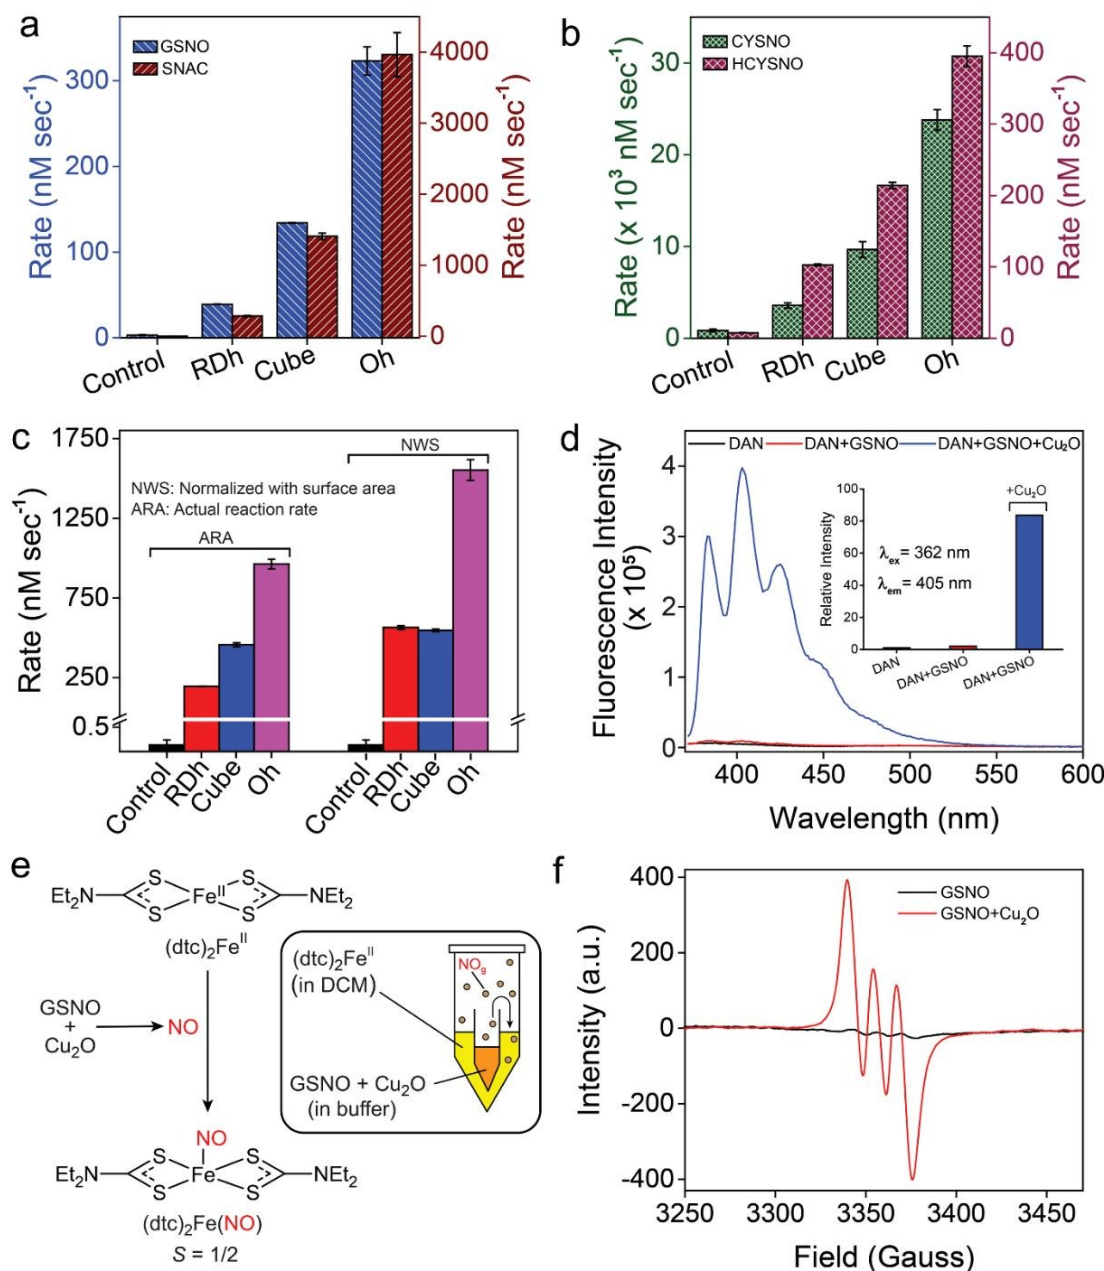 a
GSNO
SNAC
Rate (nM sec⁻¹)
300
200
100
0
4000
3000
2000
1000
0
Rate (nM sec⁻¹)
Control
RDh
Cube
Oh
b
CYSNO
HCYSNO
Rate (x 10³ nM sec⁻¹)
30
20
10
0
400
300
200
100
0
Rate (nM sec⁻¹)
Control
RDh
Cube
Oh
c
Rate (nM sec⁻¹)
1750
1250
750
250
0.5
NWS
NWS: Normalized with surface area
ARA: Actual reaction rate
ARA
Control
RDh
Cube
Oh
Control
RDh
Cube
Oh
d
DAN
DAN+GSNO
DAN+GSNO+Cu₂O
Fluorescence Intensity
(x 10⁵)
4
3
2
1
0
400
450
500
550
600
Wavelength (nm)
Relative Intensity
100
80
60
40
20
0
+Cu₂O
λex= 362 nm
λem= 405 nm
DAN
DAN+GSNO
DAN+GSNO
e
Et₂N
S
S
Feᴵᴵ
S
S
NEt₂
(dtc)₂Feᴵᴵ
GSNO
+
Cu₂O
NO
(dtc)₂Feᴵᴵ
(in DCM)
NOg
GSNO + Cu₂O
(in buffer)
NO
Et₂N
S
S
Fe
S
S
NEt₂
(dtc)₂Fe(NO)
S = 1/2
f
GSNO
GSNO+Cu₂O
Intensity (a.u.)
400
200
0
-200
-400
3250
3300
3350
3400
3450
Field (Gauss)